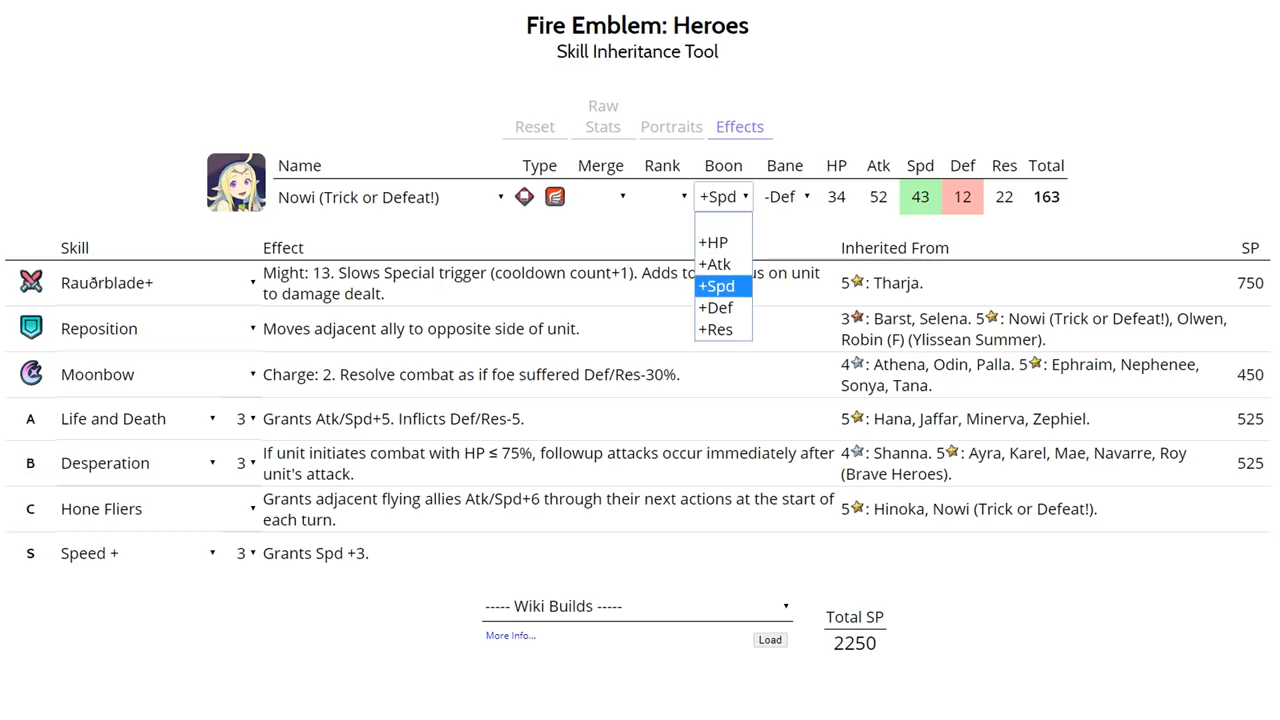 Fire Emblem: Heroes
Skill Inheritance Tool
Reset Raw Stats Portraits Effects
Name Type Merge Rank Boon Bane HP Atk Spd Def Res Total
Nowi (Trick or Defeat!) +Spd -Def 34 52 43 12 22 163
+HP
+Atk
+Spd
+Def
+Res
Skill Effect Inherited From SP
Rauðrblade+ Might: 13. Slows Special trigger (cooldown count+1). Adds on unit
to damage dealt.
5: Tharja. 750
Reposition Moves adjacent ally to opposite side of unit.
3: Barst, Selena. 5: Nowi (Trick or Defeat!), Olwen,
Robin (F) (Ylissean Summer).
Moonbow Charge: 2. Resolve combat as if foe suffered Def/Res-30%.
4: Athena, Odin, Palla. 5: Ephraim, Nephenee,
Sonya, Tana.
450
A Life and Death 3 Grants Atk/Spd+5. Inflicts Def/Res-5. 5: Hana, Jaffar, Minerva, Zephiel. 525
B Desperation 3 If unit initiates combat with HP ≤ 75%, followup attacks occur immediately after
unit's attack.
4: Shanna. 5: Ayra, Karel, Mae, Navarre, Roy
(Brave Heroes).
525
C Hone Fliers Grants adjacent flying allies Atk/Spd+6 through their next actions at the start of
each turn.
5: Hinoka, Nowi (Trick or Defeat!).
S Speed + 3 Grants Spd +3.
----- Wiki Builds -----
More Info...
Load
Total SP
2250